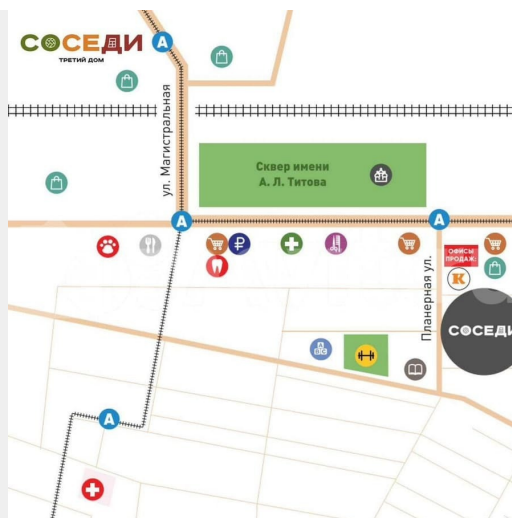 СОСЕДИ
ТРЕТИЙ ДОМ
А
ул. Магистральная
Сквер имени
А. Л. Титова
А
А
₽
ОФИСЫ
ПРОДАЖ:
К
Планерная ул.
СОСЕДИ
А